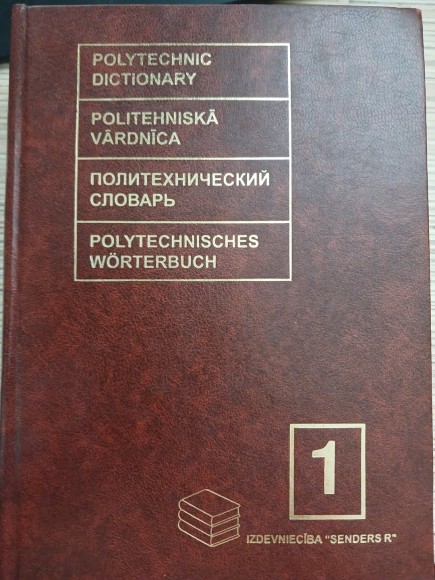 POLYTECHNIC
DICTIONARY
POLITEHNISKĀ
VĀRDNĪCA
ПОЛИТЕХНИЧЕСКИЙ
СЛОВАРЬ
POLYTECHNISCHES
WÖRTERBUCH
1
IZDEVNIECĪBA "SENDERS R"